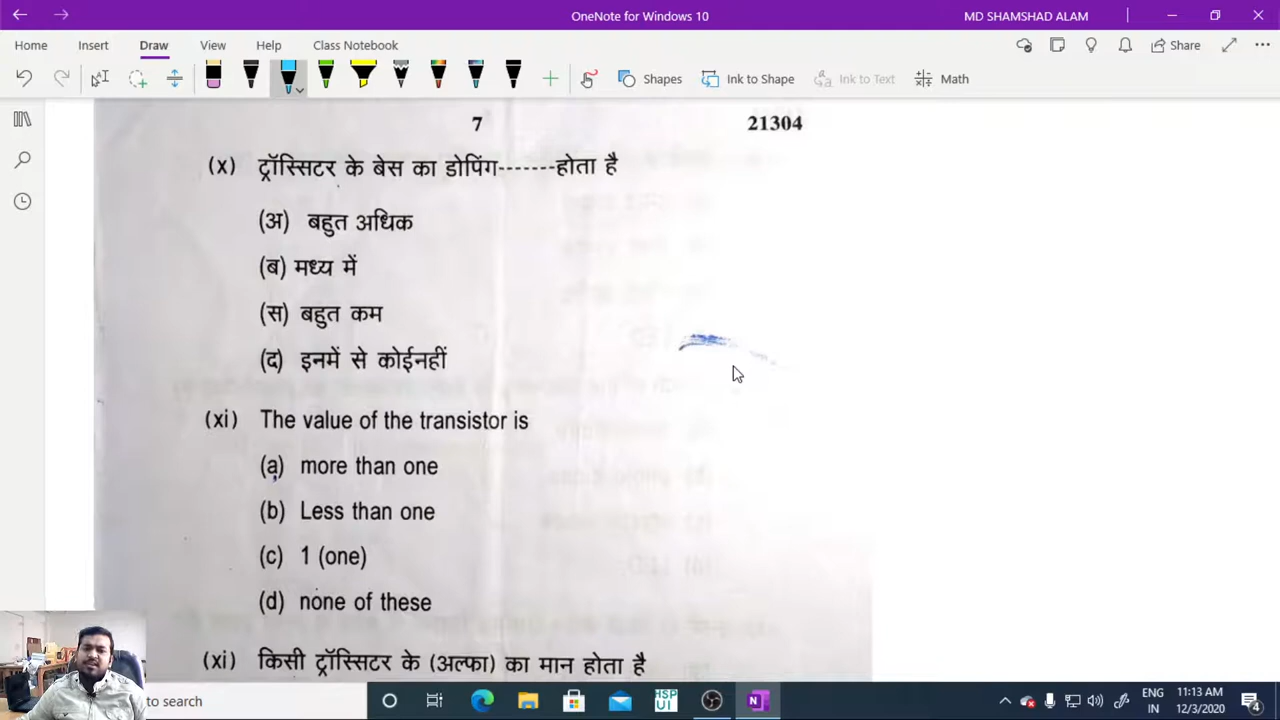 OneNote for Windows 10
MD SHAMSHAD ALAM
Home Insert Draw View Help Class Notebook
Share
Shapes Ink to Shape Ink to Text Math
7 21304
(x) ट्रॉस्सिटर के बेस का डोपिंग-------होता है
(अ) बहुत अधिक
(ब) मध्य में
(स) बहुत कम
(द) इनमें से कोईनहीं
(xi) The value of the transistor is
(a) more than one
(b) Less than one
(c) 1 (one)
(d) none of these
(xi) किसी ट्रॉस्सिटर के (अल्फा) का मान होता है
to search
HSP
UI
ENG
IN
11:13 AM
12/3/2020
4